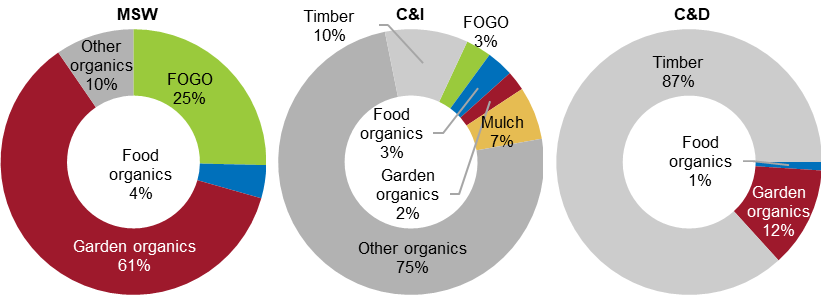 MSW
Other
organics
10%
FOGO
25%
Food
organics
4%
Garden organics
61%
C&I
Timber
10%
FOGO
3%
Food
organics
3%
Mulch
7%
Garden
organics
2%
Other organics
75%
C&D
Timber
87%
Food
organics
1%
Garden
organics
12%